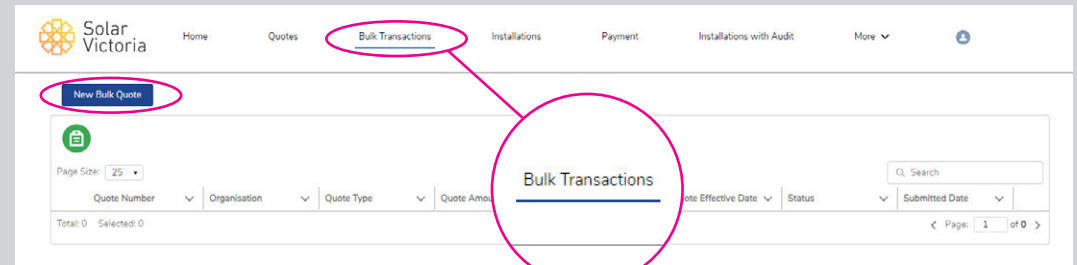 Solar
Victoria
Home Quotes Bulk Transactions Installations Payment Installations with Audit More
New Bulk Quote
Page Size: 25
Search
Bulk Transactions
Quote Number Organisation Quote Type Quote Amou ote Effective Date Status Submitted Date
Total: 0 Selected: 0
Page: 1 of 0